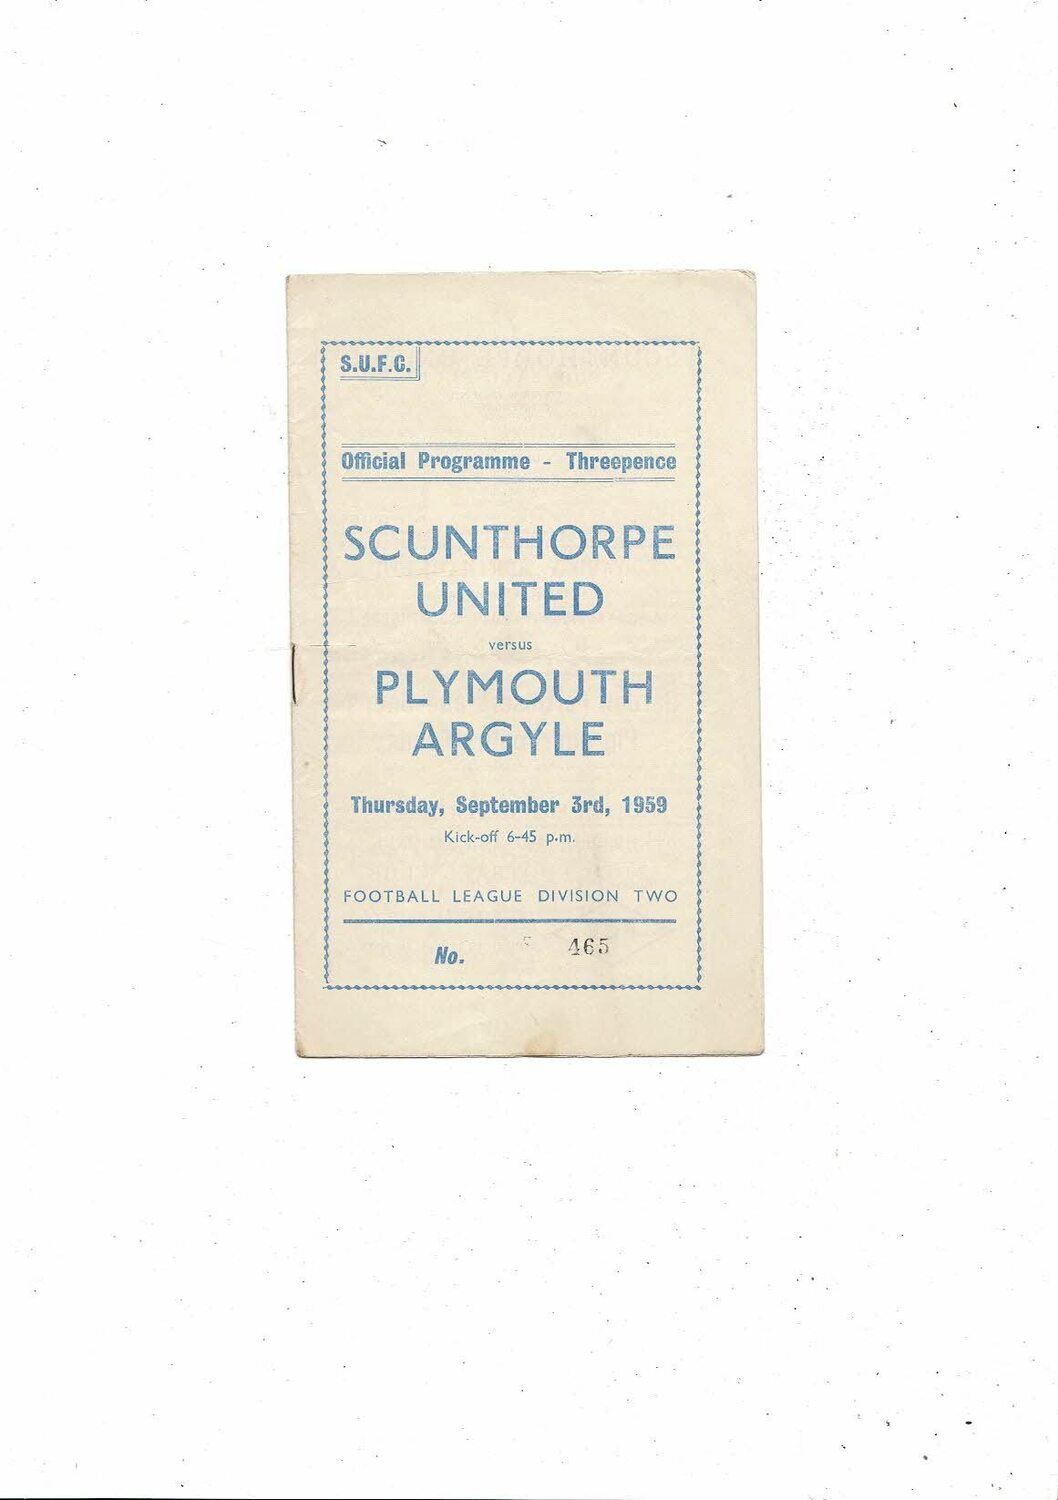 S.U.F.C.
Official Programme - Threepence
SCUNTHORPE
UNITED
versus
PLYMOUTH
ARGYLE
Thursday, September 3rd, 1959
Kick-off 6-45 p.m.
FOOTBALL LEAGUE DIVISION TWO
No. 465